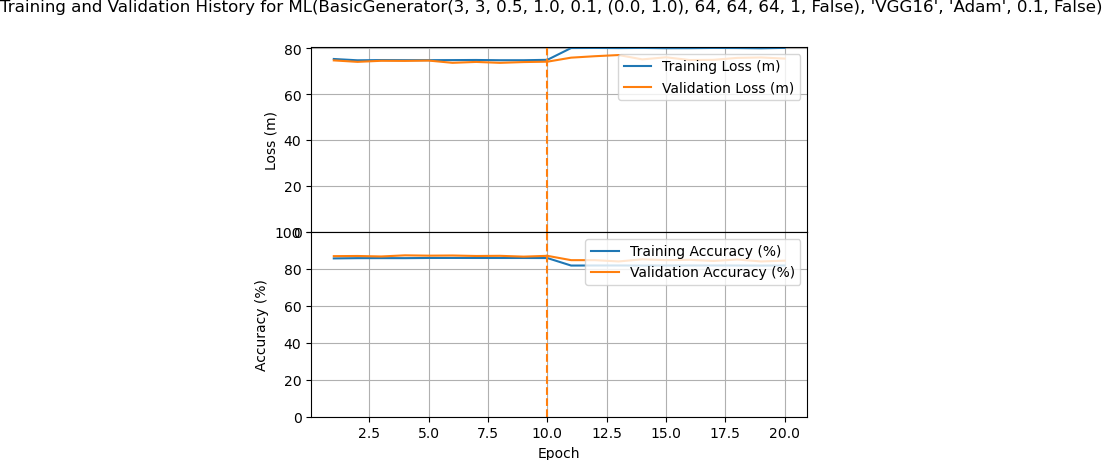 Training and Validation History for ML(BasicGenerator(3, 3, 0.5, 1.0, 0.1, (0.0, 1.0), 64, 64, 64, 1, False), 'VGG16', 'Adam', 0.1, False)
80
60
40
20
0
Loss (m)
Training Loss (m)
Validation Loss (m)
100
80
60
40
20
0
Accuracy (%)
Training Accuracy (%)
Validation Accuracy (%)
2.5 5.0 7.5 10.0 12.5 15.0 17.5 20.0
Epoch